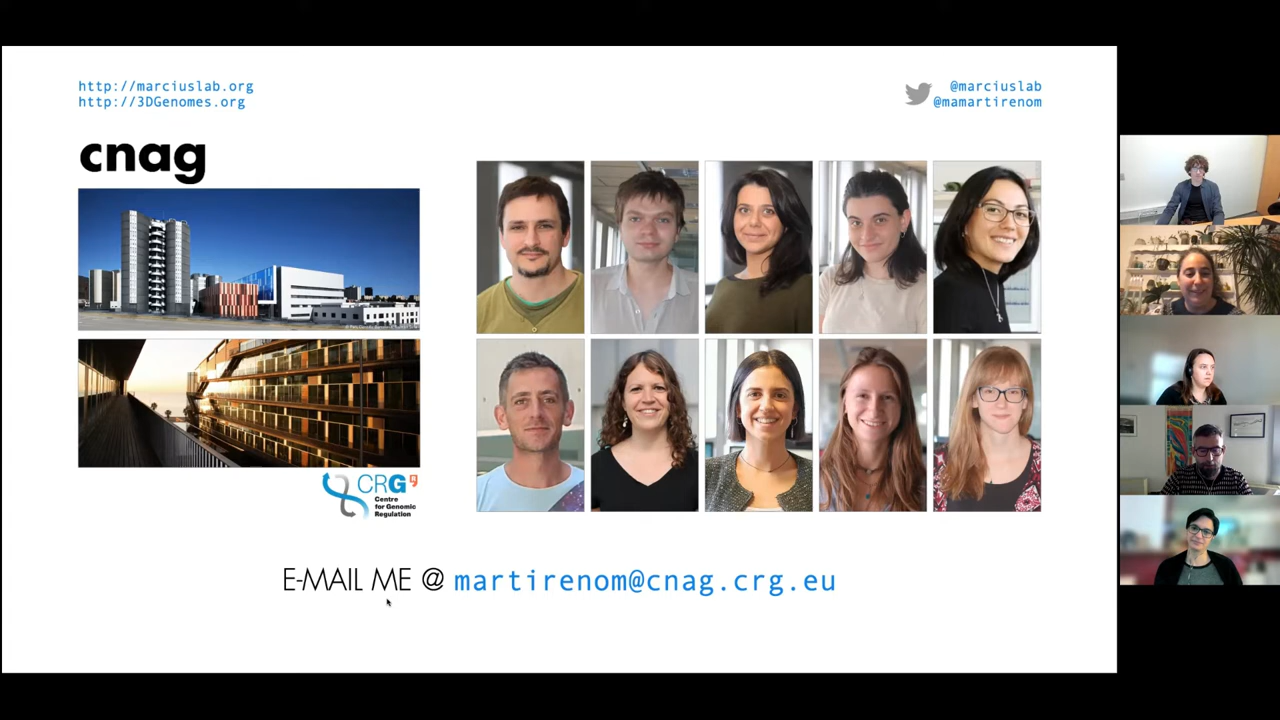 http://marciuslab.org
http://3DGenomes.org
@marciuslab
@mamartirenom
cnag
CRG
Centre
for Genomic
Regulation
E-MAIL ME @ martirenom@cnag.crg.eu